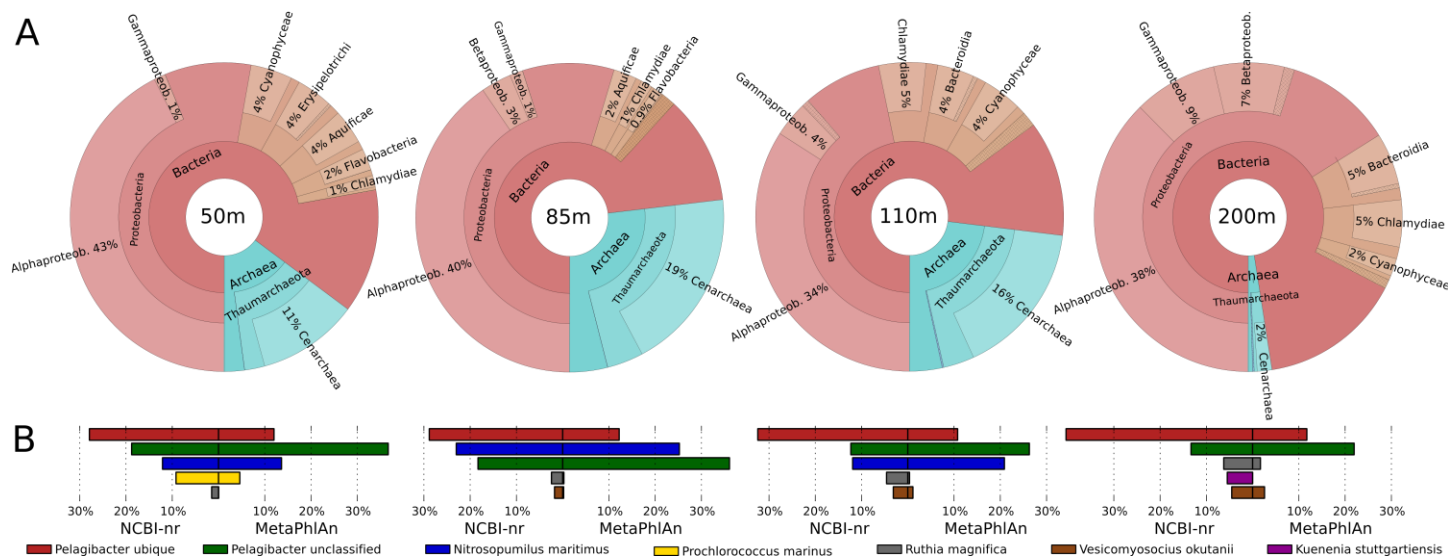 A
Gammaproteob. 1%
4% Cyanophyceae
4% Erysipelotrichi
4% Aquificae
2% Flavobacteria
1% Chlamydiae
Bacteria
Proteobacteria
50m
Alphaproteob. 43%
Archaea
Thaumarchaeota
11% Cenarchaea
Betaproteob. 3%
Gammaproteob. 1%
2% Aquificae
1% Chlamydiae
0.9% Flavobacteria
Bacteria
Proteobacteria
85m
Alphaproteob. 40%
Archaea
Thaumarchaeota
19% Cenarchaea
Gammaproteob. 4%
Chlamydiae 5%
4% Bacteroidia
4% Cyanophyceae
Bacteria
Proteobacteria
110m
Alphaproteob. 34%
Archaea
Thaumarchaeota
16% Cenarchaea
Gammaproteob. 9%
7% Betaproteob.
Bacteria
Proteobacteria
5% Bacteroidia
200m
5% Chlamydiae
2% Cyanophyceae
Alphaproteob. 38%
Archaea
Thaumarchaeota
2% Cenarchaea
B
30% 20% 10% 10% 20% 30%
NCBI-nr MetaPhlAn
30% 20% 10% 10% 20% 30%
NCBI-nr MetaPhlAn
30% 20% 10% 10% 20% 30%
NCBI-nr MetaPhlAn
30% 20% 10% 10% 20% 30%
NCBI-nr MetaPhlAn
Pelagibacter ubique Pelagibacter unclassified Nitrosopumilus maritimus Prochlorococcus marinus Ruthia magnifica Vesicomyosocius okutanii Kuenenia stuttgartiensis